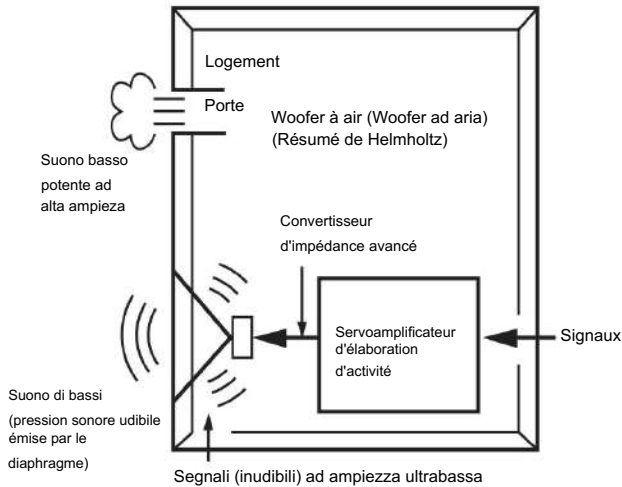 Logement
Porte
Woofer à air (Woofer ad aria)
(Résumé de Helmholtz)
Suono basso
potente ad
alta ampieza
Convertisseur
d'impédance avancé
Servoamplificateur
d'élaboration
d'activité
Signaux
Suono di bassi
(pression sonore udibile
émise par le
diaphragme)
Segnali (inudibili) ad ampiezza ultrabassa